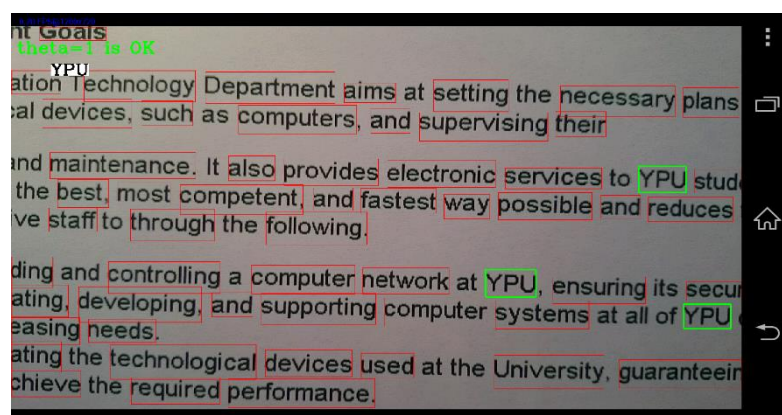 nt Goals
theta=1 is OK
YPU
ation Technology Department aims at setting the necessary plans
cal devices, such as computers, and supervising their
and maintenance. It also provides electronic services to YPU stude
the best, most competent, and fastest way possible and reduces
ive staff to through the following.
ding and controlling a computer network at YPU, ensuring its secur
ating, developing, and supporting computer systems at all of YPU
easing needs.
ating the technological devices used at the University, guaranteein
chieve the required performance.